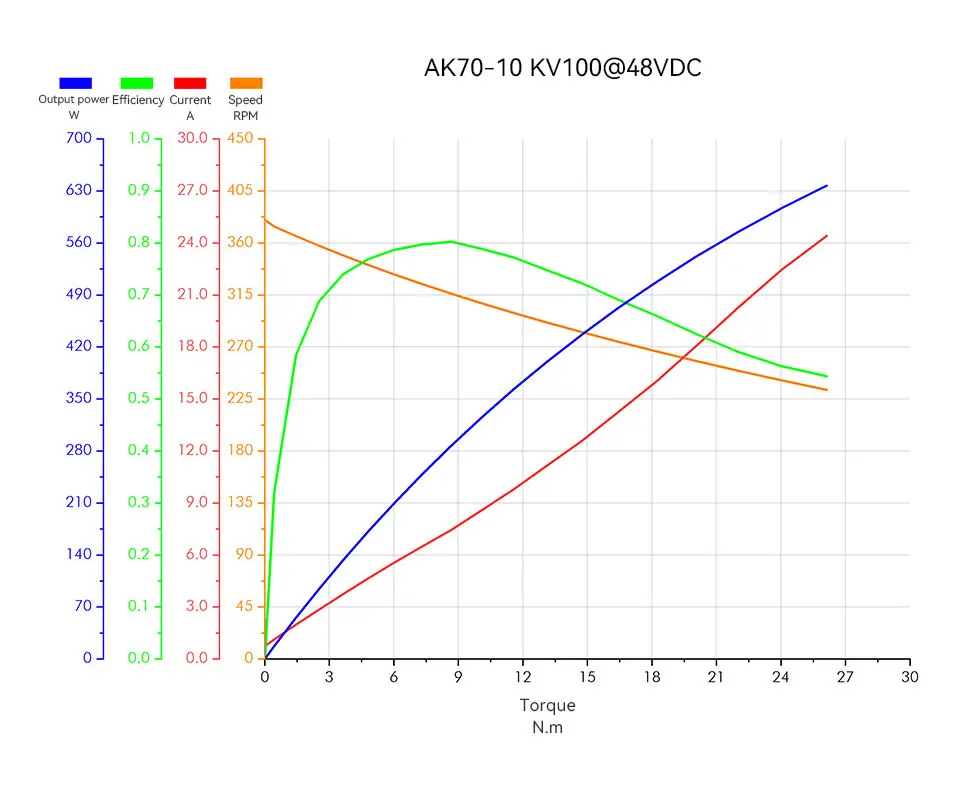 AK70-10 KV100@48VDC
Output power Efficiency Current Speed
W A RPM
700 1.0 30.0 450
630 0.9 27.0 405
560 0.8 24.0 360
490 0.7 21.0 315
420 0.6 18.0 270
350 0.5 15.0 225
280 0.4 12.0 180
210 0.3 9.0 135
140 0.2 6.0 90
70 0.1 3.0 45
0 0.0 0.0 0
0 3 6 9 12 15 18 21 24 27 30
Torque
N.m